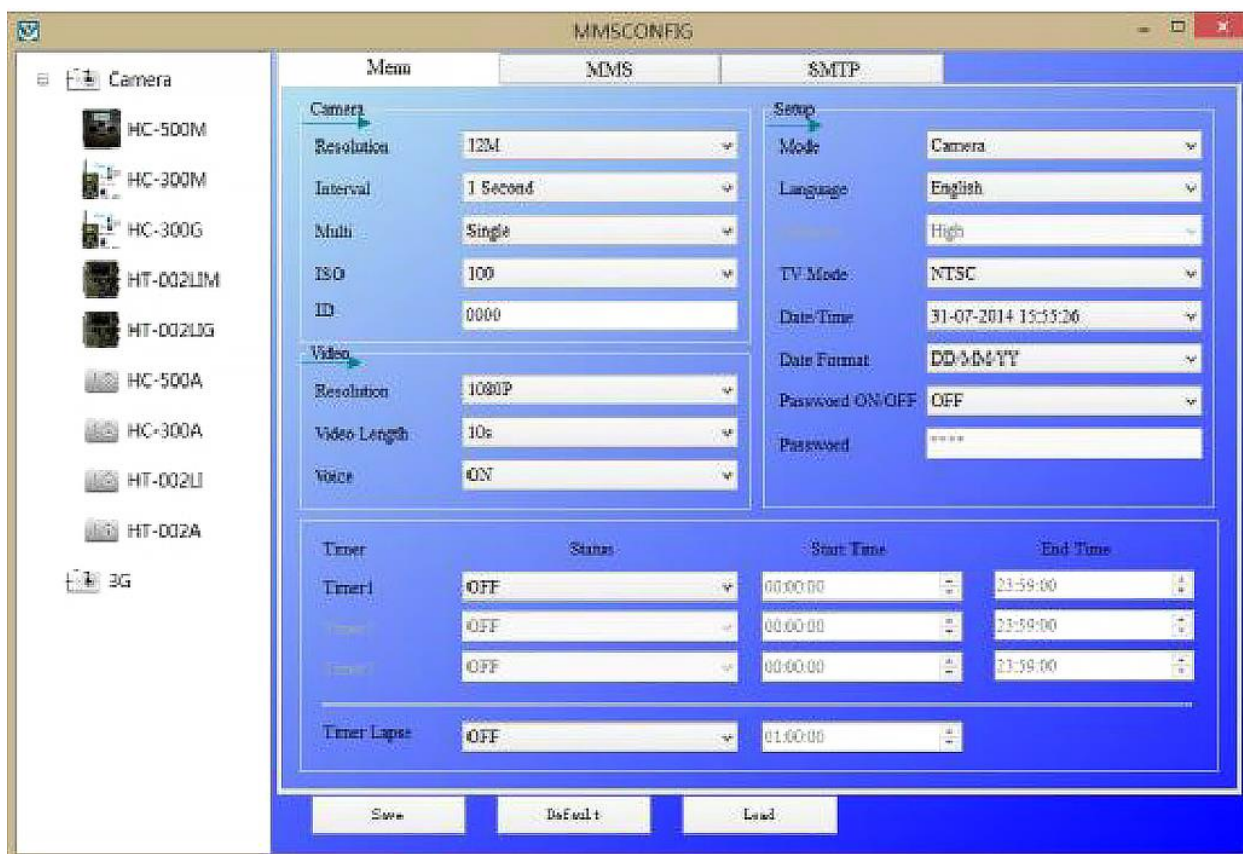 MMSCONFIG
Camera
HC-500M
HC-300M
HC-300G
HT-002LIM
HT-002LIG
HC-500A
HC-300A
HT-002LI
HT-002A
3G
Menu MMS SMTP
Camera
Resolution 12M
Interval 1 Second
Multi Single
ISO 100
ID 0000
Video
Resolution 1080P
Video Length 10s
Voice ON
Setup
Mode Camera
Language English
High
TV Mode NTSC
Date/Time 31-07-2014 15:55:26
Date Format DD-MM-YY
Password ON/OFF OFF
Password ****
Timer Status Start Time End Time
Timer1 OFF 00:00:00 23:59:00
OFF 00:00:00 23:59:00
OFF 00:00:00 23:59:00
Timer Lapse OFF 01:00:00
Save Default Load